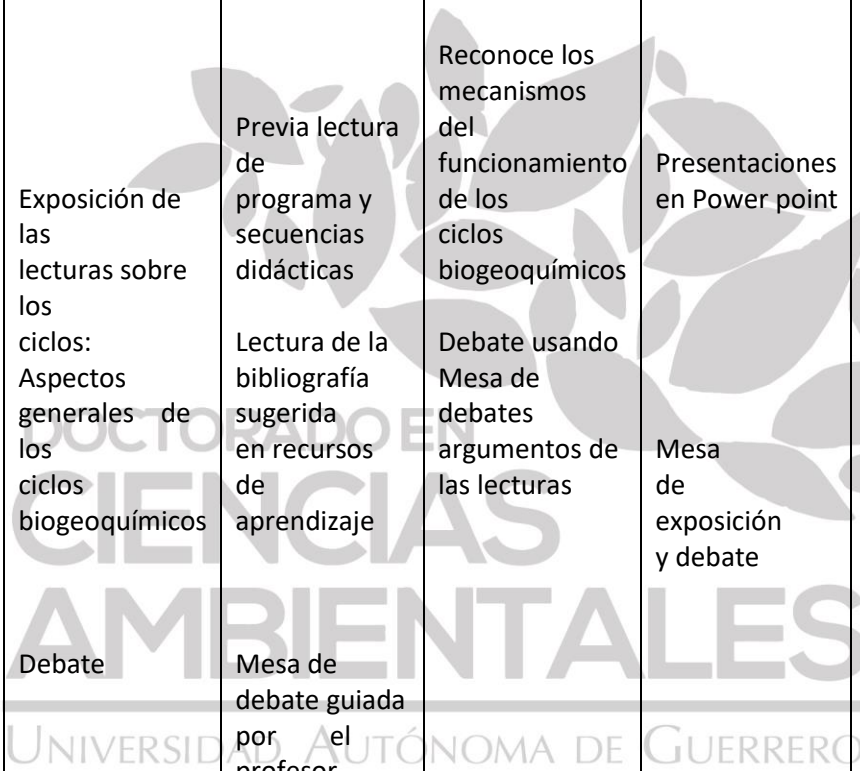 Exposición de
las
lecturas sobre
los
ciclos:
Aspectos
generales de
los
ciclos
biogeoquímicos
Debate
Previa lectura
de
programa y
secuencias
didácticas
Lectura de la
bibliografía
sugerida
en recursos
de
aprendizaje
Mesa de
debate guiada
por el
profesor
Reconoce los
mecanismos
del
funcionamiento
de los
ciclos
biogeoquímicos
Debate usando
Mesa de
debates
argumentos de
las lecturas
Presentaciones
en Power point
Mesa
de
exposición
y debate
DOCTORADO EN
CIENCIAS
AMBIENTALES
UNIVERSIDAD AUTÓNOMA DE GUERRERO